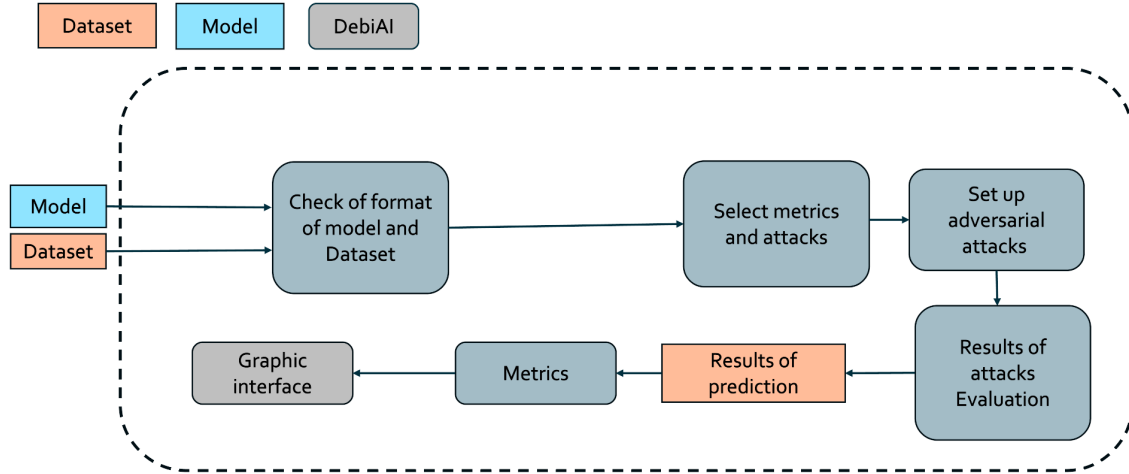 Dataset
Model
DebiAI
Model
Dataset
Check of format
of model and
Dataset
Select metrics
and attacks
Set up
adversarial
attacks
Results of
attacks
Evaluation
Results of
prediction
Metrics
Graphic
interface